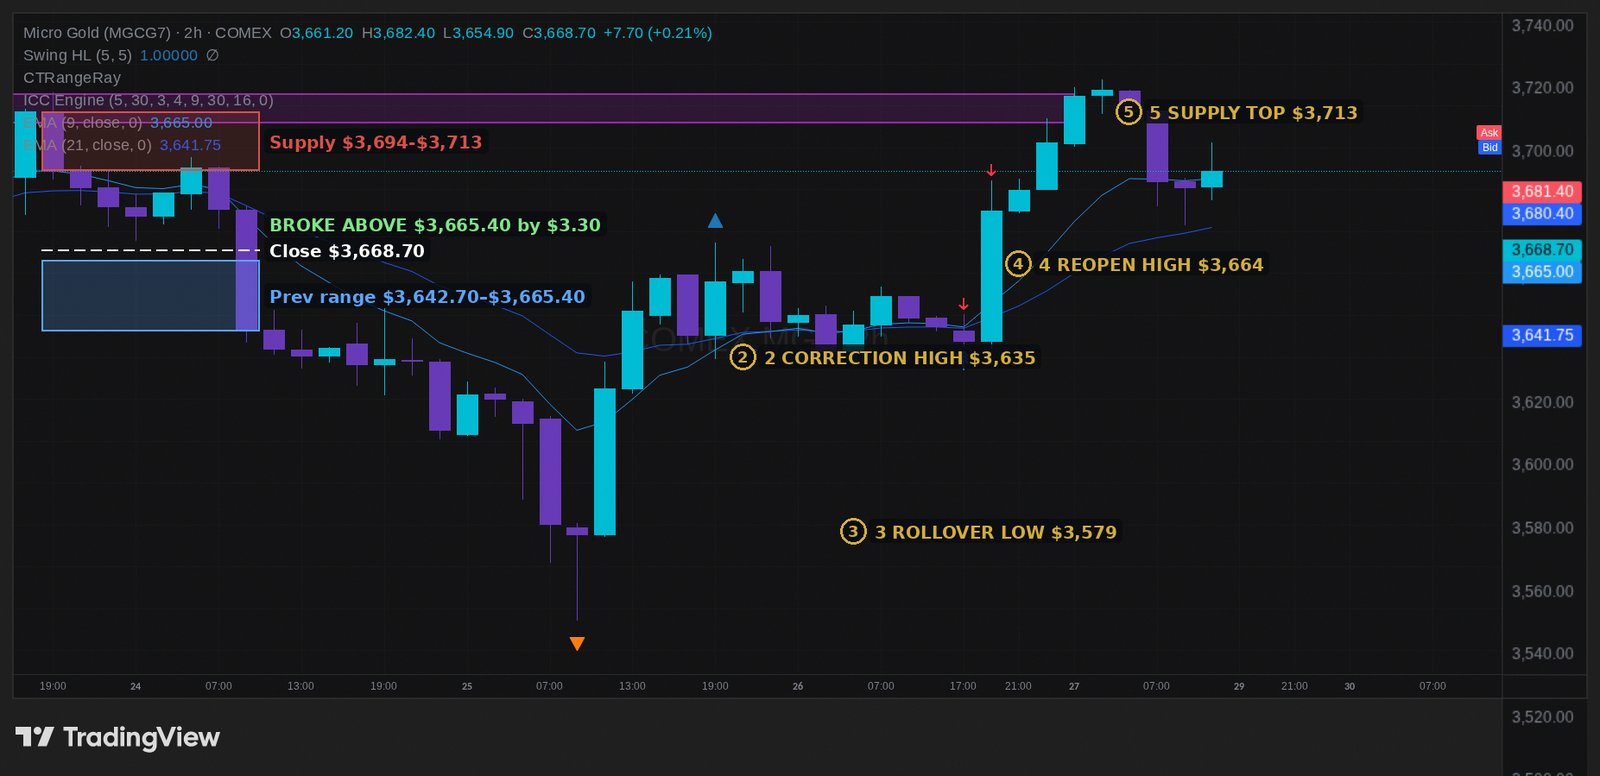 Micro Gold (MGCG7) · 2h · COMEX O3,661.20 H3,682.40 L3,654.90 C3,668.70 +7.70 (+0.21%)
Swing HL (5, 5) 1.00000 ∅
CTRangeRay
ICC Engine (5, 30, 3, 4, 9, 30, 16, 0)
EMA (9, close, 0) 3,665.00
EMA (21, close, 0) 3,641.75
Supply $3,694-$3,713
BROKE ABOVE $3,665.40 by $3.30
Close $3,668.70
Prev range $3,642.70-$3,665.40
5 5 SUPPLY TOP $3,713
4 4 REOPEN HIGH $3,664
2 2 CORRECTION HIGH $3,635
3 3 ROLLOVER LOW $3,579
3,740.00
3,720.00
Ask
Bid
3,700.00
3,681.40
3,680.40
3,668.70
3,665.00
3,641.75
3,620.00
3,600.00
3,580.00
3,560.00
3,540.00
3,520.00
19:00 24 07:00 13:00 19:00 25 07:00 13:00 19:00 26 07:00 17:00 21:00 27 07:00 29 21:00 30 07:00
TradingView